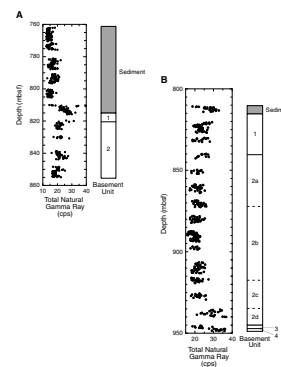 A
760
780
800
820
840
860
Depth (mbsf)
10 20 30 40
Total Natural
Gamma Ray
(cps)
Sediment
1
2
Basement
Unit
B
800
850
900
950
Depth (mbsf)
20 30 40
Total Natural
Gamma Ray
(cps)
1
2a
2b
2c
2d
3
4
Basement
Unit